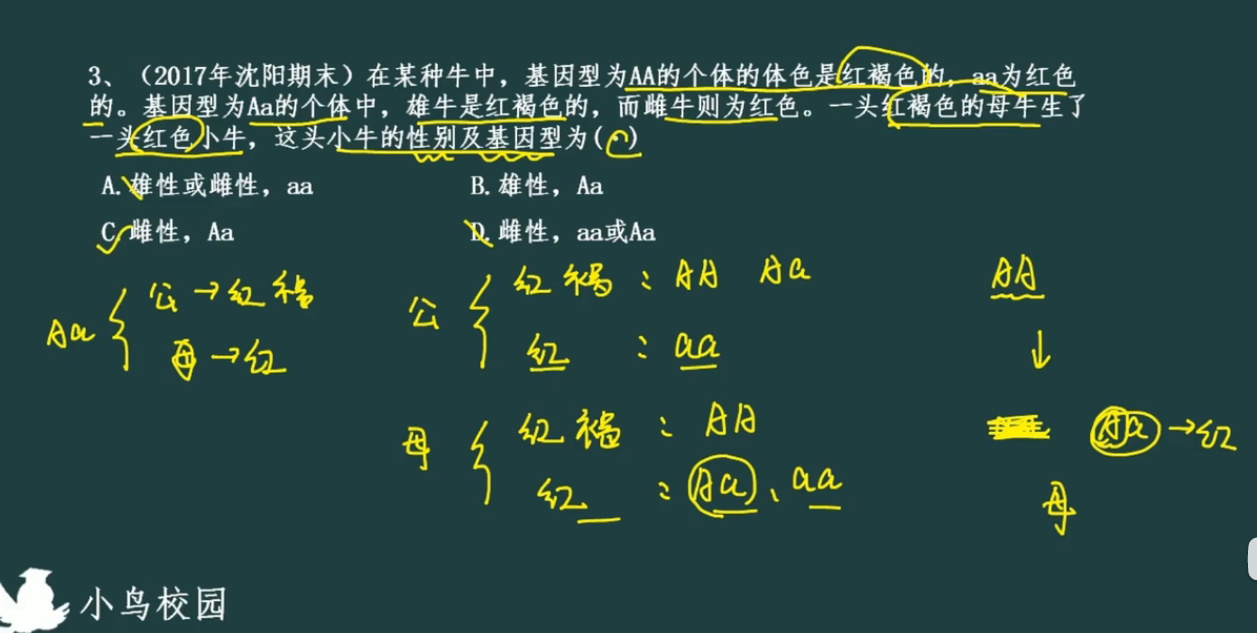 3、（2017年沈阳期末）在某种牛中，基因型为AA的个体的体色是红褐色的，aa为红色
的。基因型为Aa的个体中，雄牛是红褐色的，而雌牛则为红色。一头红褐色的母牛生了
一头红色小牛，这头小牛的性别及基因型为( )
A.雄性或雌性，aa
B.雄性，Aa
C.雌性，Aa
D.雌性，aa或Aa
Aa
公→红褐
母→红
公
红褐：AA Aa
红：aa
母
红褐：AA
红：Aa、aa
AA
↓
Aa→红
母
小鸟校园